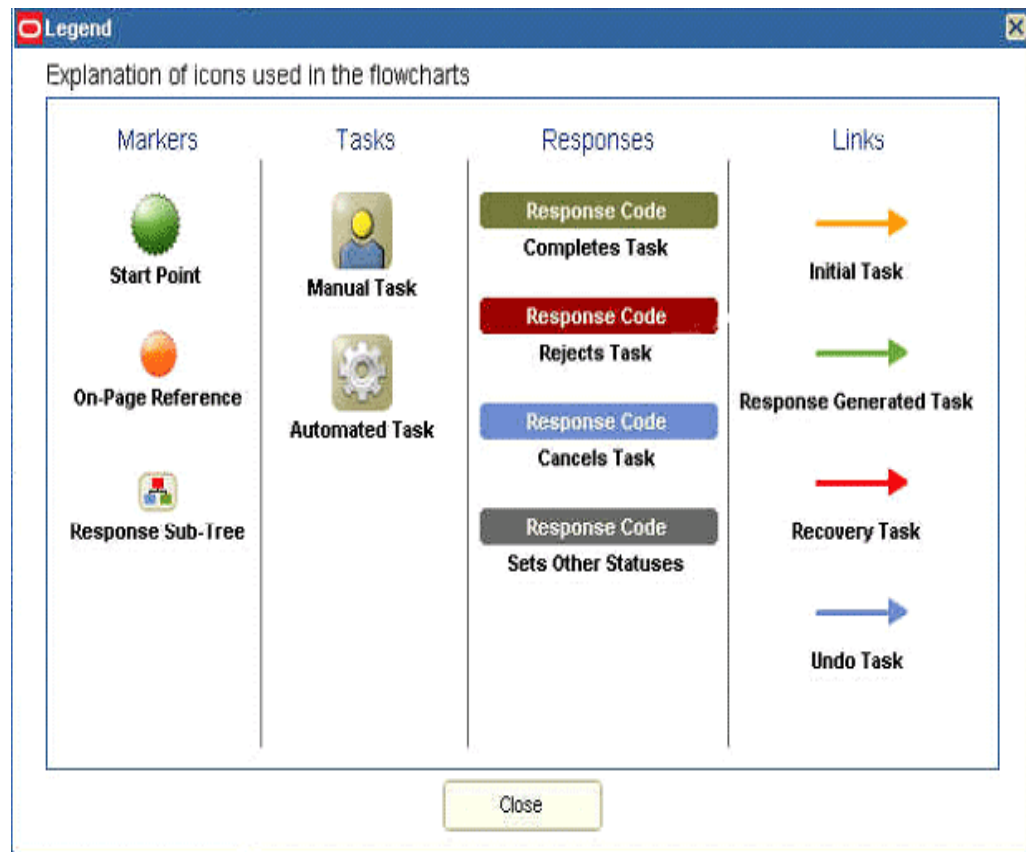 Legend
Explanation of icons used in the flowcharts
Markers
Start Point
On-Page Reference
Response Sub-Tree
Tasks
Manual Task
Automated Task
Responses
Response Code
Completes Task
Response Code
Rejects Task
Response Code
Cancels Task
Response Code
Sets Other Statuses
Links
Initial Task
Response Generated Task
Recovery Task
Undo Task
Close